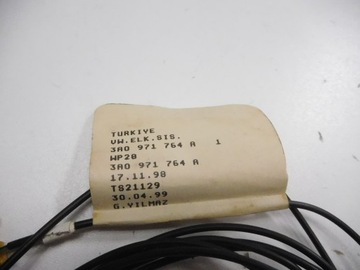 TURKIYE
VW.ELK.SIS.
3A0 971 764 A 1
WP28
3A0 971 764 A
17.11.98
TS21129
30.04.99
G.YILMAZ